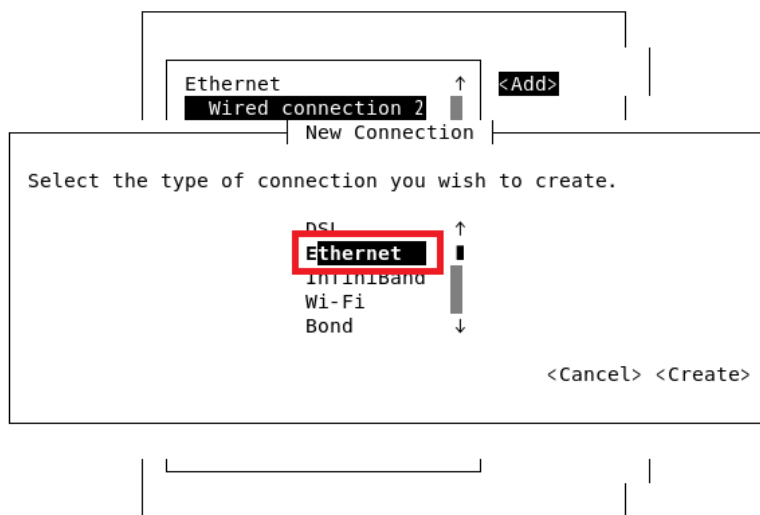 Ethernet ↑ <Add>
Wired connection 2
New Connection
Select the type of connection you wish to create.
DSL ↑
Ethernet
InfiniBand
Wi-Fi
Bond ↓
<Cancel> <Create>